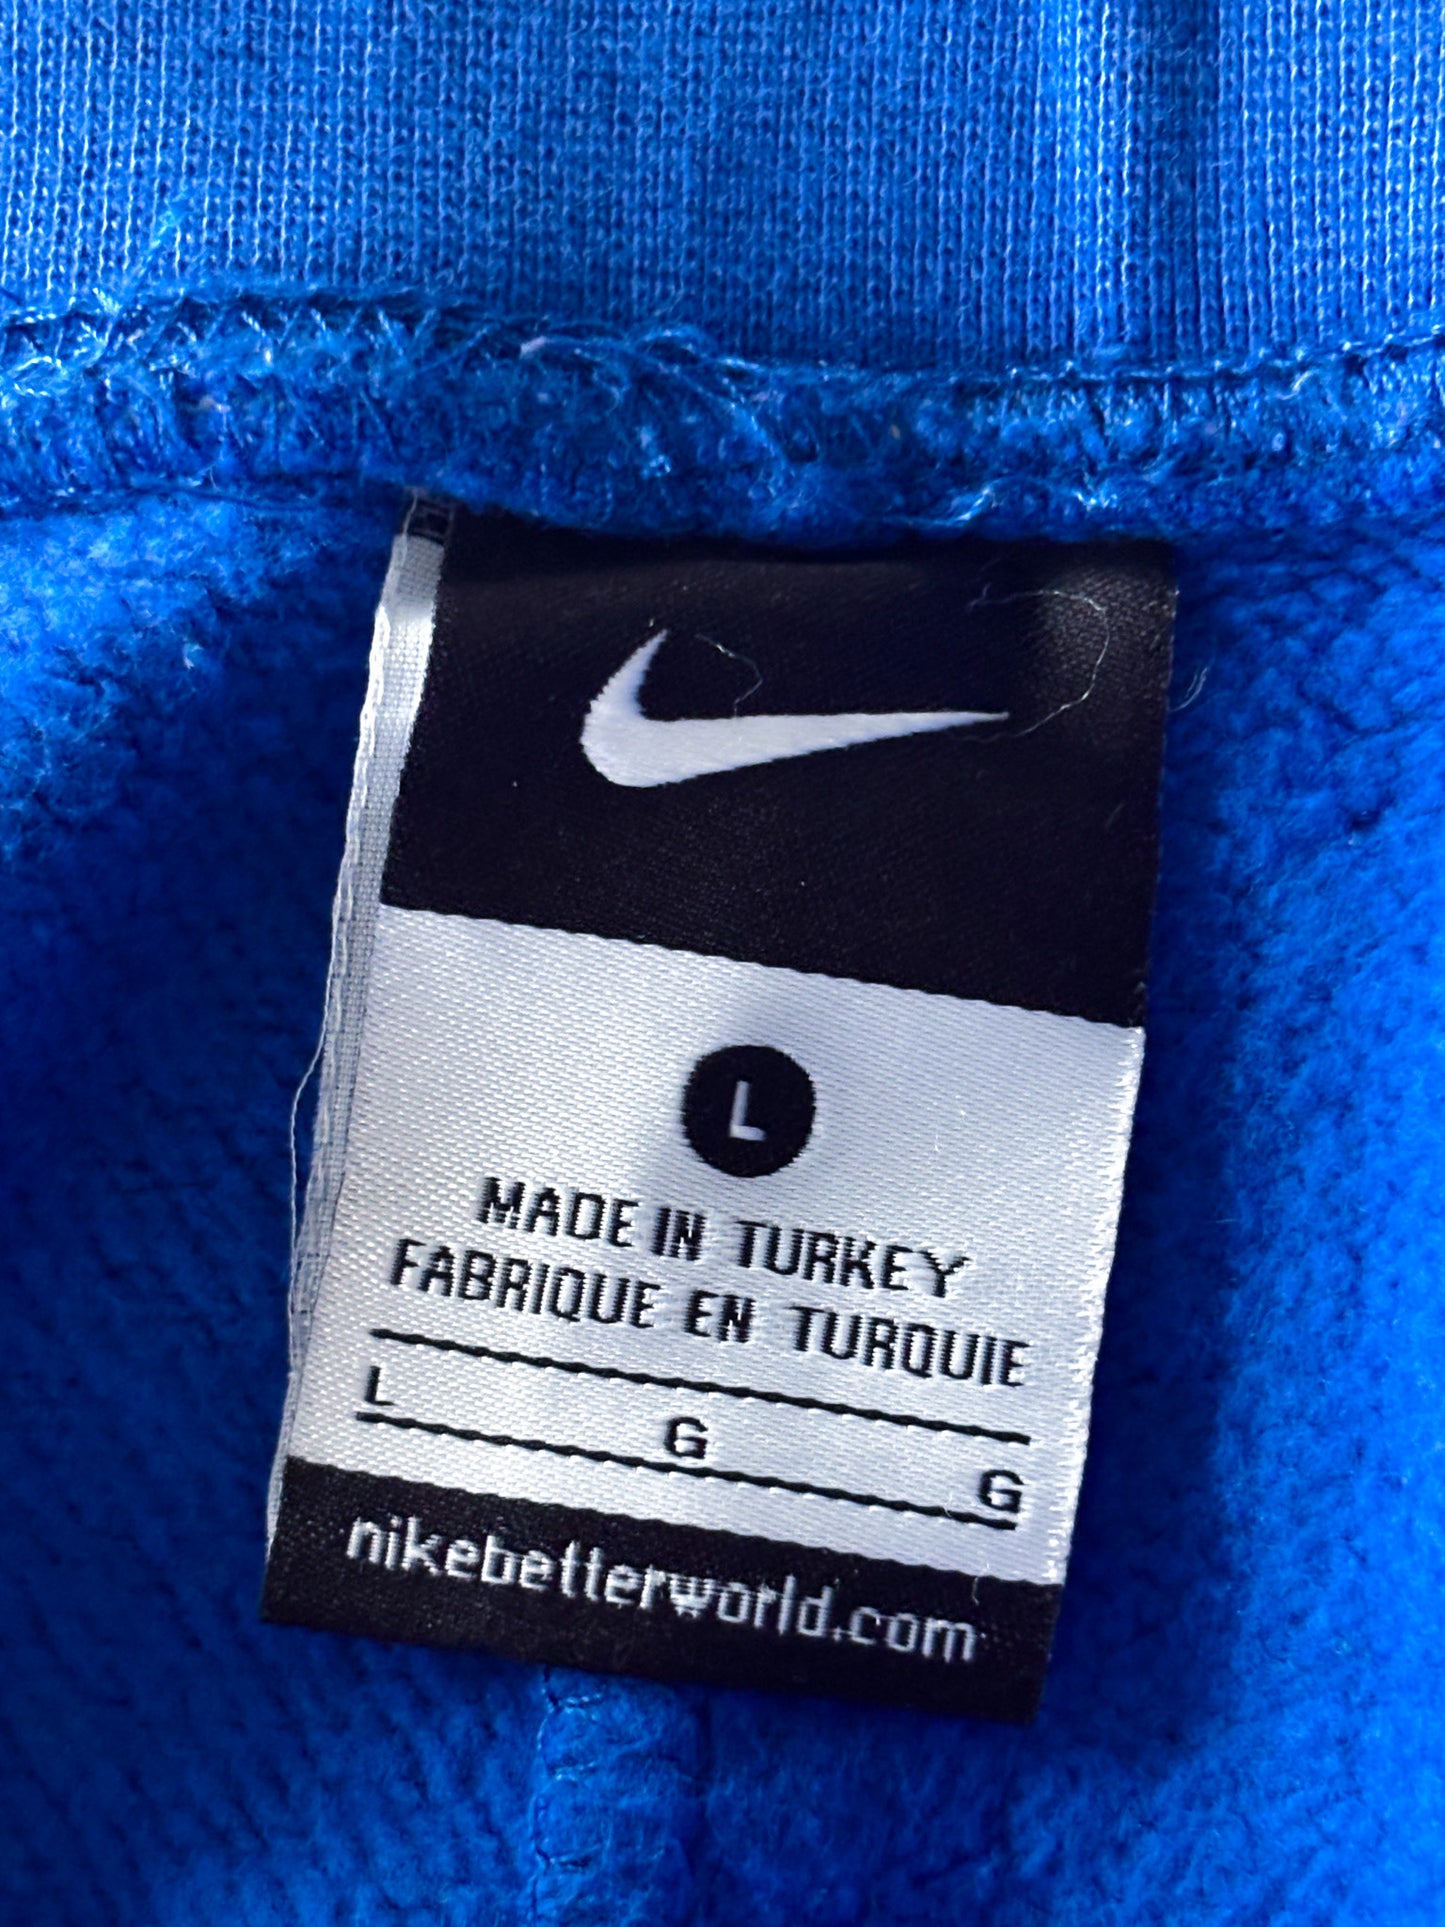 L
MADE IN TURKEY
FABRIQUE EN TURQUIE
L G G
nikebetterworld.com